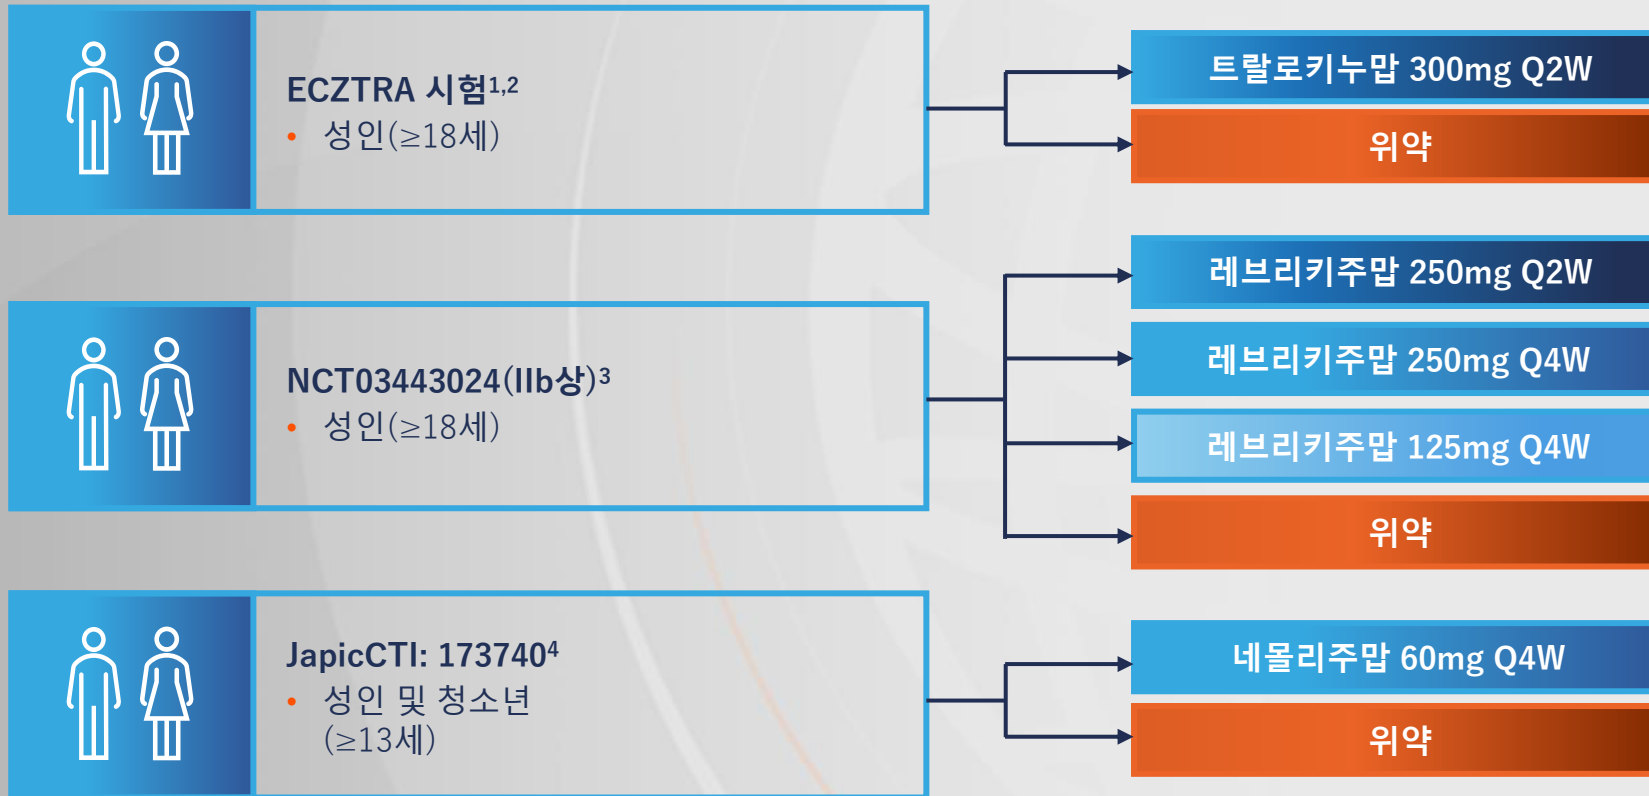 ECZTRA 시험1,2
• 성인(≥18세)
트랄로키누맙 300mg Q2W
위약
NCT03443024(IIb상)3
• 성인(≥18세)
레브리키주맙 250mg Q2W
레브리키주맙 250mg Q4W
레브리키주맙 125mg Q4W
위약
JapicCTI: 1737404
• 성인 및 청소년
(≥13세)
네몰리주맙 60mg Q4W
위약